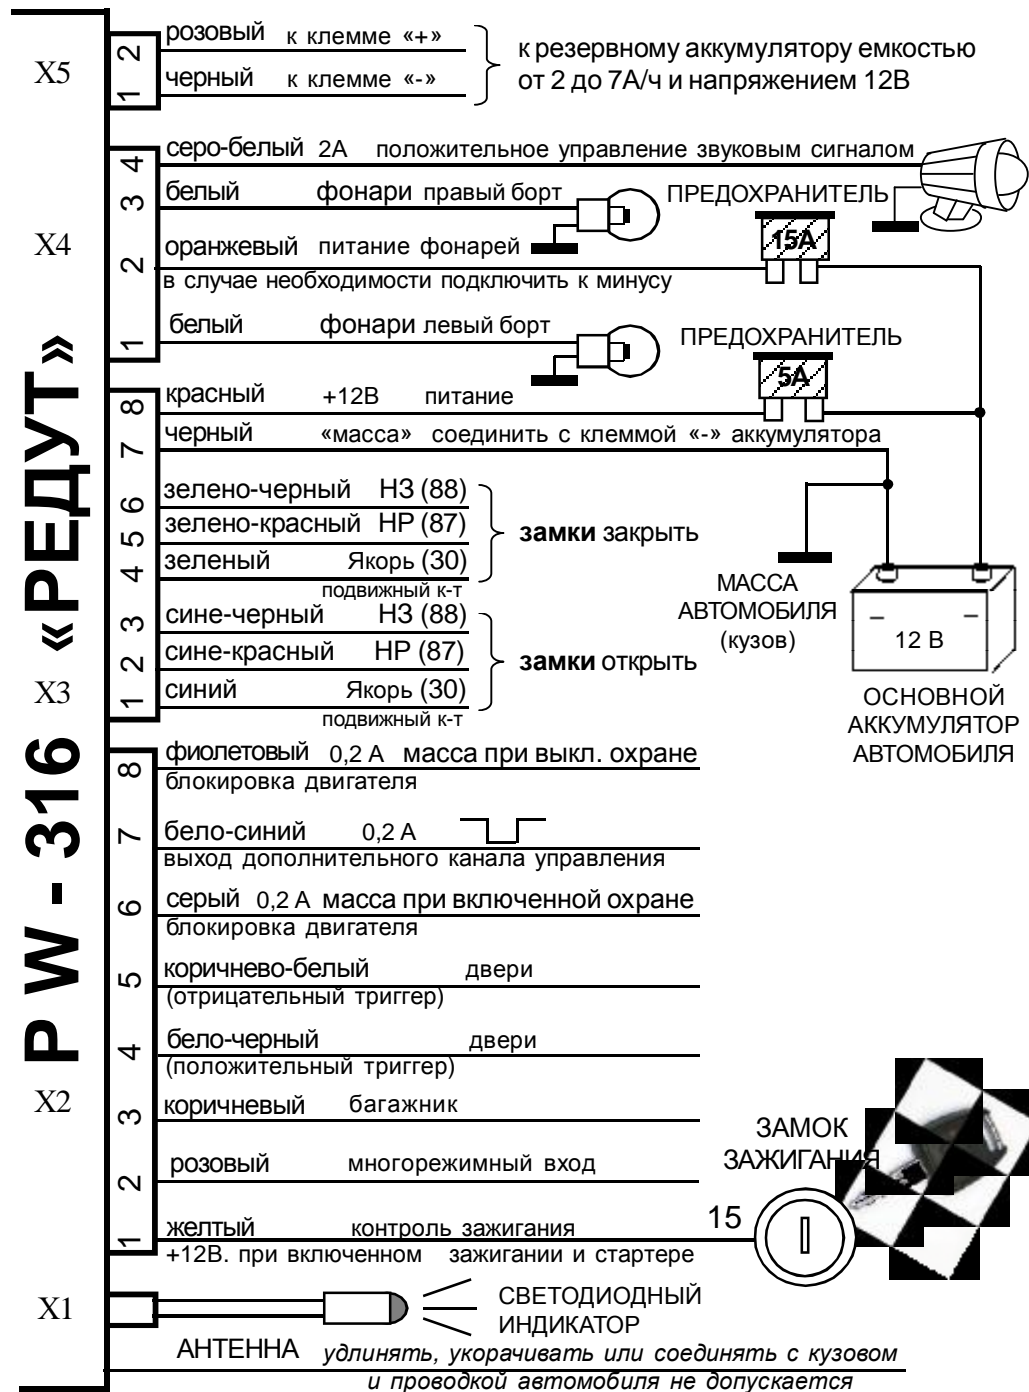 P W - 316 «РЕДУТ»
X5
2
розовый к клемме «+»
1
черный к клемме «-»
к резервному аккумулятору емкостью
от 2 до 7А/ч и напряжением 12В
X4
4
серо-белый 2А положительное управление звуковым сигналом
3
белый фонари правый борт
ПРЕДОХРАНИТЕЛЬ
15А
2
оранжевый питание фонарей
в случае необходимости подключить к минусу
1
белый фонари левый борт
ПРЕДОХРАНИТЕЛЬ
5А
X3
8
красный +12В питание
7
черный «масса» соединить с клеммой «-» аккумулятора
6
зелено-черный НЗ (88)
5
зелено-красный НР (87)
4
зеленый Якорь (30)
подвижный к-т
замки закрыть
3
сине-черный НЗ (88)
2
сине-красный НР (87)
1
синий Якорь (30)
подвижный к-т
замки открыть
МАССА
АВТОМОБИЛЯ
(кузов)
– –
12 В
ОСНОВНОЙ
АККУМУЛЯТОР
АВТОМОБИЛЯ
X2
8
фиолетовый 0,2 А масса при выкл. охране
блокировка двигателя
7
бело-синий 0,2 А
выход дополнительного канала управления
6
серый 0,2 А масса при включенной охране
блокировка двигателя
5
коричнево-белый двери
(отрицательный триггер)
4
бело-черный двери
(положительный триггер)
3
коричневый багажник
2
розовый многорежимный вход
1
желтый контроль зажигания
+12В. при включенном зажигании и стартере
15
ЗАМОК
ЗАЖИГАНИЯ
X1
СВЕТОДИОДНЫЙ
ИНДИКАТОР
АНТЕННА удлинять, укорачивать или соединять с кузовом
и проводкой автомобиля не допускается